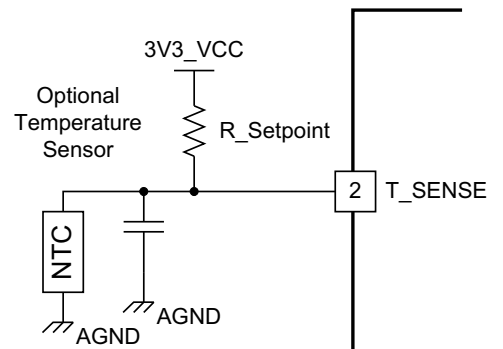 3V3_VCC
Optional
Temperature
Sensor
R_Setpoint
2
T_SENSE
NTC
AGND
AGND